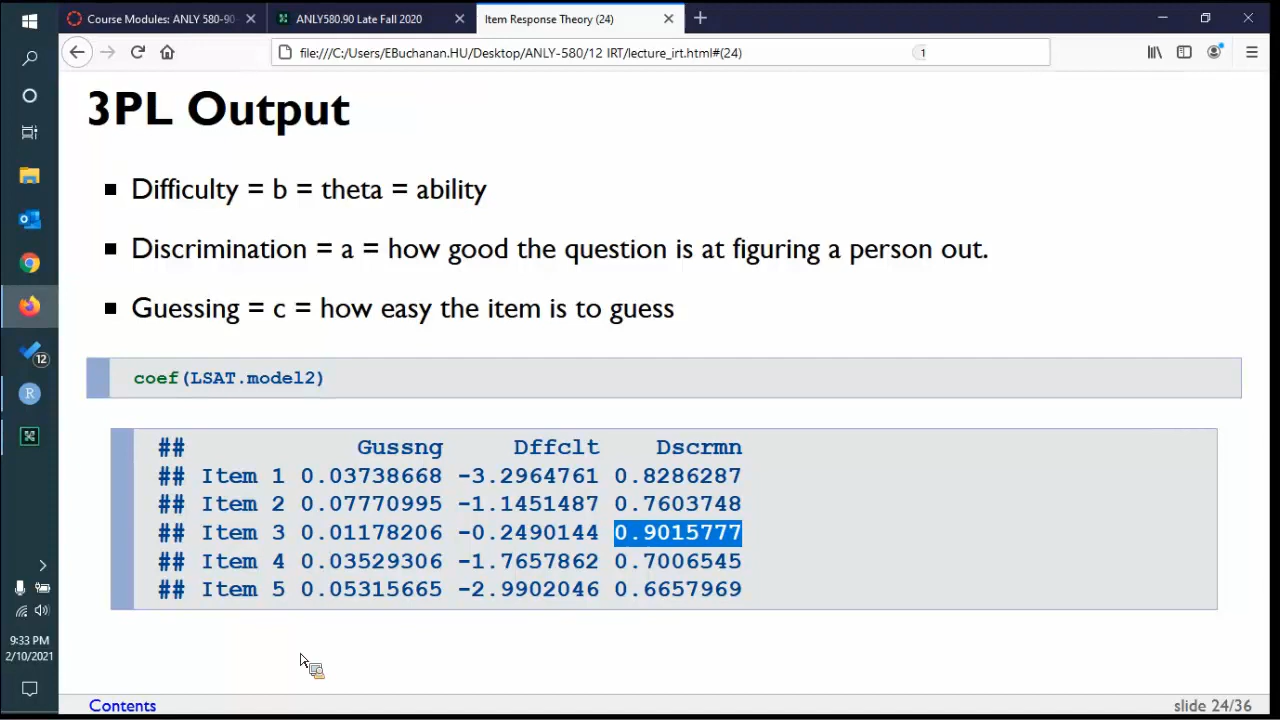 Course Modules: ANLY 580-90
ANLY580.90 Late Fall 2020
Item Response Theory (24)
file:///C:/Users/EBuchanan.HU/Desktop/ANLY-580/12 IRT/lecture_irt.html#(24)
1
3PL Output
Difficulty = b = theta = ability
Discrimination = a = how good the question is at figuring a person out.
Guessing = c = how easy the item is to guess
coef(LSAT.model2)
## Gussng Dffclt Dscrmn
## Item 1 0.03738668 -3.2964761 0.8286287
## Item 2 0.07770995 -1.1451487 0.7603748
## Item 3 0.01178206 -0.2490144 0.9015777
## Item 4 0.03529306 -1.7657862 0.7006545
## Item 5 0.05315665 -2.9902046 0.6657969
12
R
9:33 PM
2/10/2021
Contents
slide 24/36